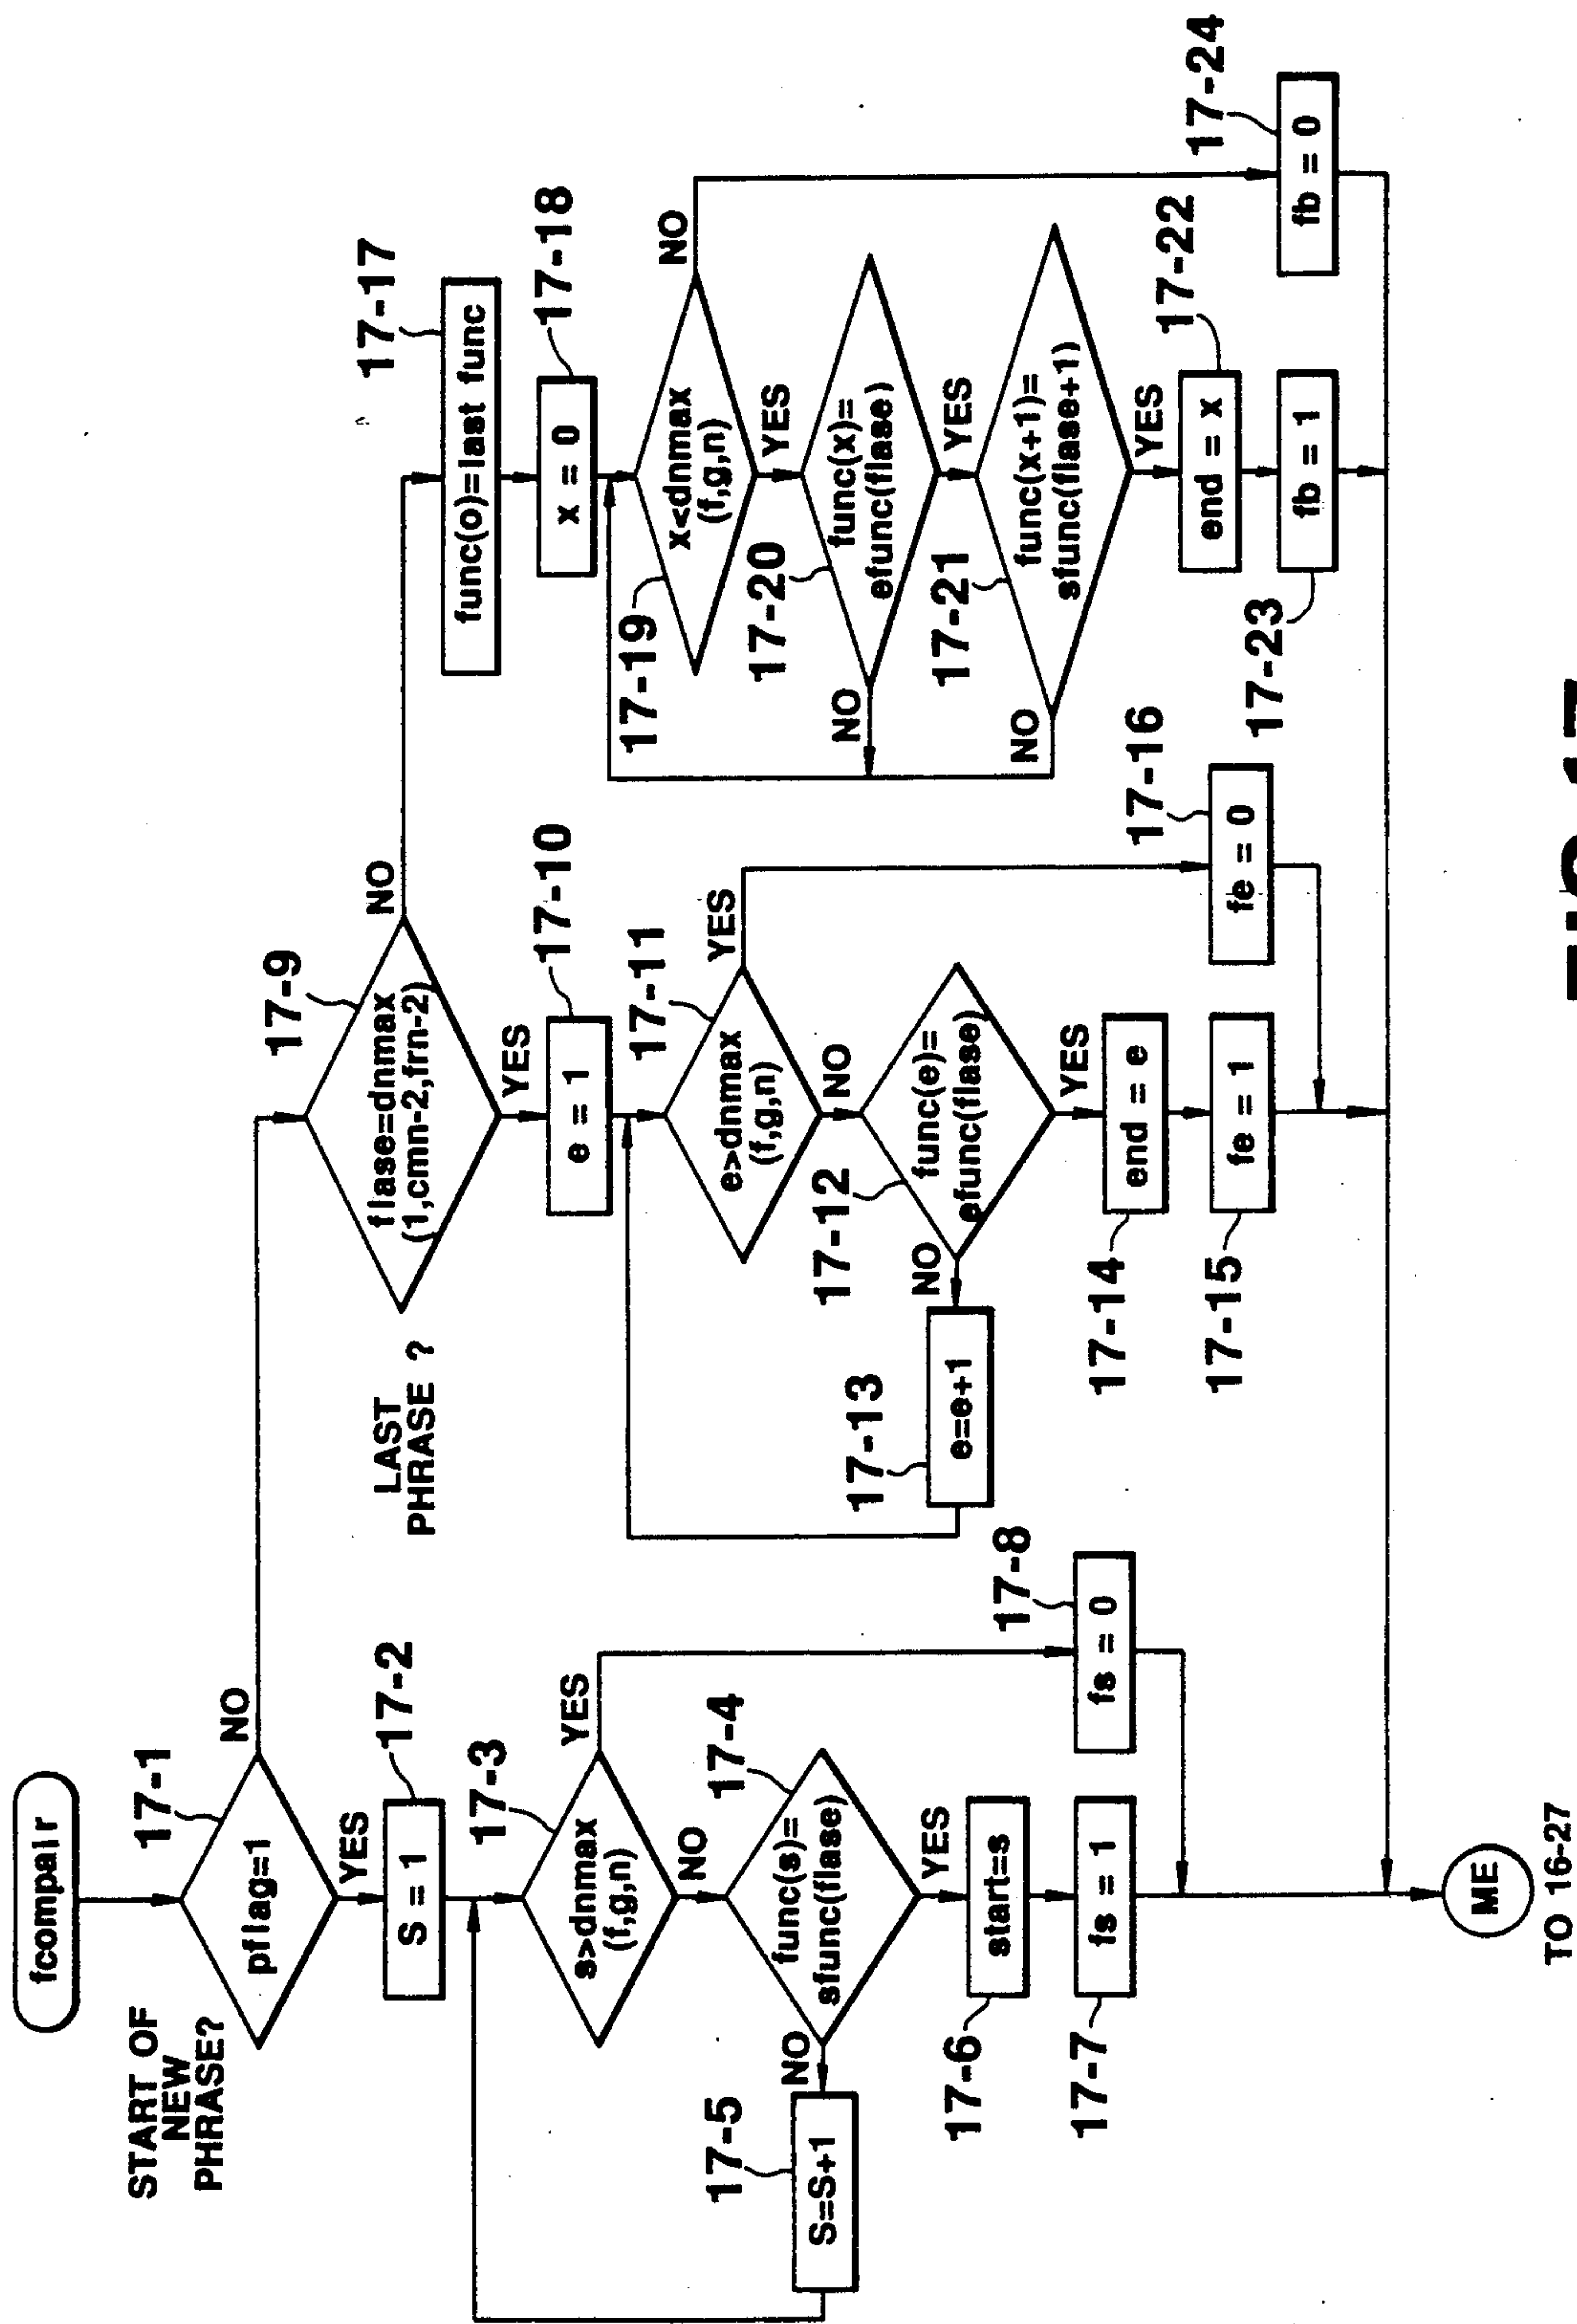 fcompair
START OF
NEW
PHRASE?
17-1
pflag=1
NO
YES
17-2
S = 1
17-3
s>dnmax
(f,g,n)
YES
NO
17-4
func(s)=
sfunc(flase)
NO
YES
17-5
S=S+1
17-6
start=s
17-7
fs = 1
17-8
fs = 0
LAST
PHRASE ?
17-9
flase=dnmax
(1,cmn-2,frn-2)
NO
YES
17-10
e = 1
17-11
e>dnmax
(f,g,n)
YES
NO
17-12
func(e)=
efunc(flase)
NO
YES
17-13
e=e+1
17-14
end = e
17-15
fe = 1
17-16
fe = 0
17-17
func(o)=last func
17-18
x = 0
17-19
x<dnmax
(f,g,n)
NO
YES
17-20
func(x)=
efunc(flase)
NO
YES
17-21
func(x+1)=
sfunc(flase+1)
NO
YES
17-22
end = x
17-23
fb = 1
17-24
fb = 0
ME
TO 16-27